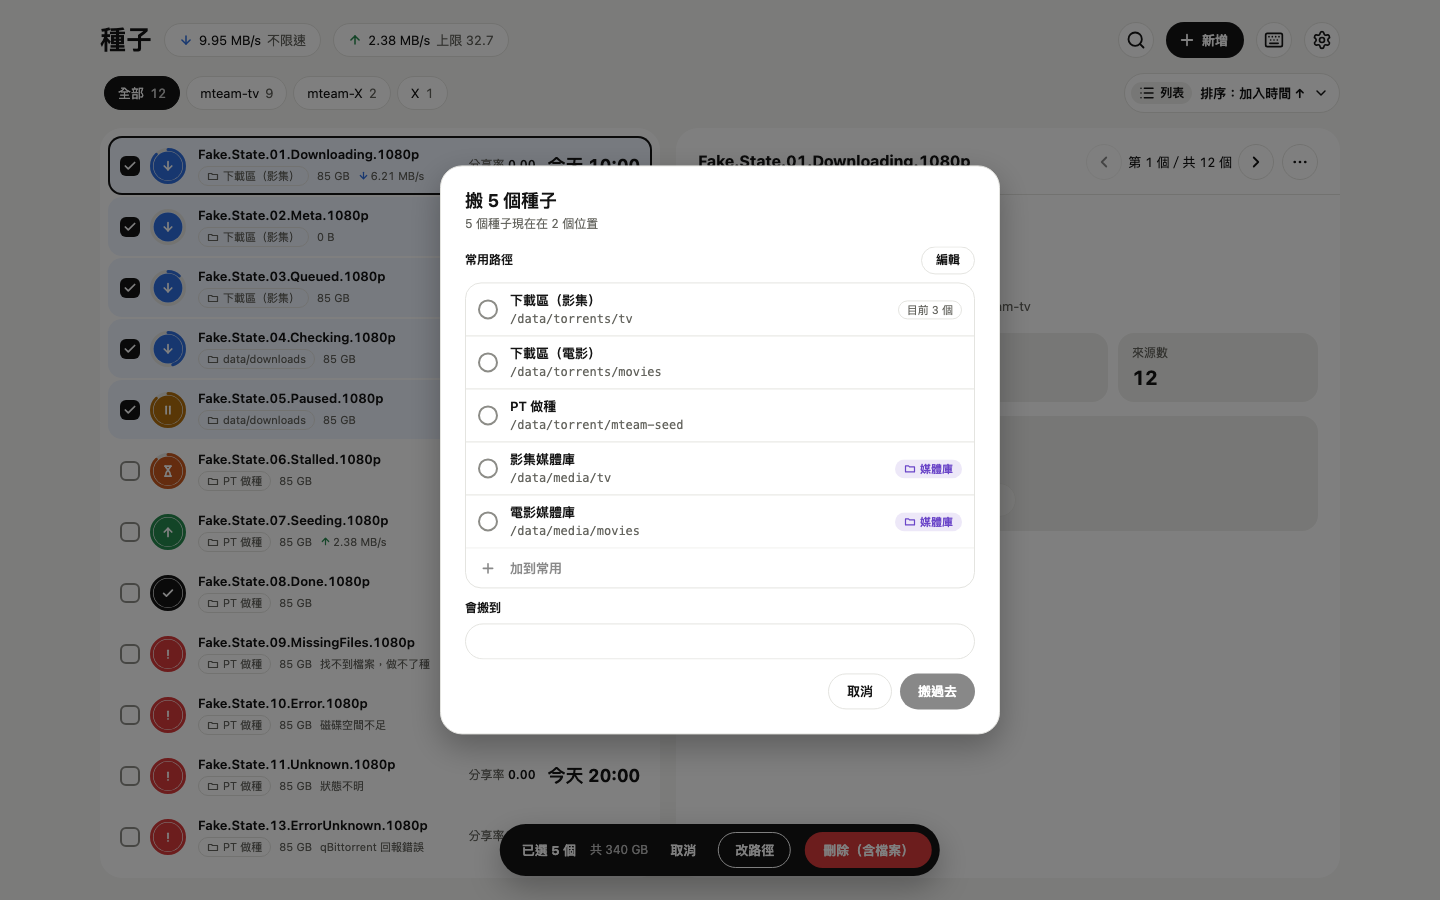 種子
9.95 MB/s 不限速
2.38 MB/s 上限 32.7
新增
全部 12
mteam-tv 9
mteam-X 2
X 1
列表
排序：加入時間
Fake.State.01.Downloading.1080p
下載區（影集）
85 GB
6.21 MB/s
分享率 0.00
今天 10:00
Fake.State.02.Meta.1080p
下載區（影集）
0 B
Fake.State.03.Queued.1080p
下載區（影集）
85 GB
Fake.State.04.Checking.1080p
data/downloads
85 GB
Fake.State.05.Paused.1080p
data/downloads
85 GB
Fake.State.06.Stalled.1080p
PT 做種
85 GB
Fake.State.07.Seeding.1080p
PT 做種
85 GB
2.38 MB/s
Fake.State.08.Done.1080p
PT 做種
85 GB
Fake.State.09.MissingFiles.1080p
PT 做種
85 GB
找不到檔案，做不了種
Fake.State.10.Error.1080p
PT 做種
85 GB
磁碟空間不足
Fake.State.11.Unknown.1080p
PT 做種
85 GB
狀態不明
分享率 0.00
今天 20:00
Fake.State.13.ErrorUnknown.1080p
PT 做種
85 GB
qBittorrent 回報錯誤
分享率
Fake.State.01.Downloading.1080p
第 1 個 / 共 12 個
am-tv
來源數
12
搬 5 個種子
5 個種子現在在 2 個位置
常用路徑
編輯
下載區（影集）
/data/torrents/tv
目前 3 個
下載區（電影）
/data/torrents/movies
PT 做種
/data/torrent/mteam-seed
影集媒體庫
/data/media/tv
媒體庫
電影媒體庫
/data/media/movies
媒體庫
加到常用
會搬到
取消
搬過去
已選 5 個
共 340 GB
取消
改路徑
刪除（含檔案）